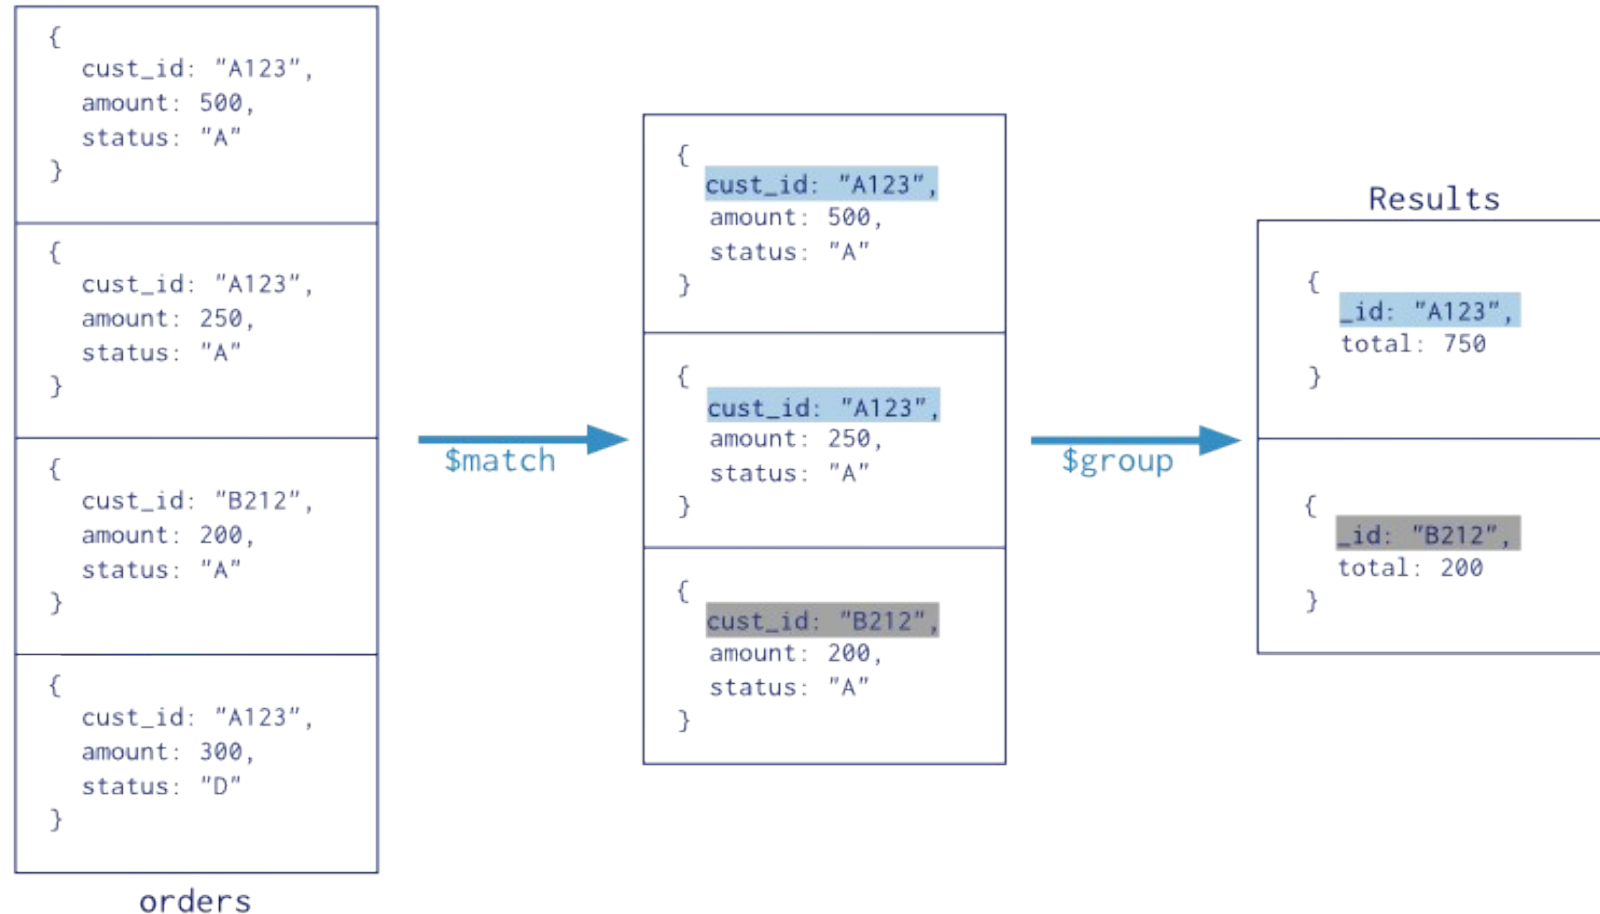 {
cust_id: "A123",
amount: 500,
status: "A"
}
{
cust_id: "A123",
amount: 250,
status: "A"
}
{
cust_id: "B212",
amount: 200,
status: "A"
}
{
cust_id: "A123",
amount: 300,
status: "D"
}
orders
$match
{
cust_id: "A123",
amount: 500,
status: "A"
}
{
cust_id: "A123",
amount: 250,
status: "A"
}
{
cust_id: "B212",
amount: 200,
status: "A"
}
$group
Results
{
_id: "A123",
total: 750
}
{
_id: "B212",
total: 200
}